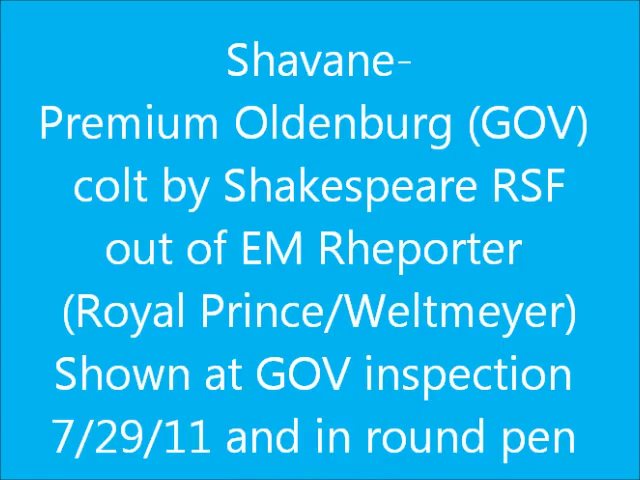 Shavane-
Premium Oldenburg (GOV)
colt by Shakespeare RSF
out of EM Rheporter
(Royal Prince/Weltmeyer)
Shown at GOV inspection
7/29/11 and in round pen